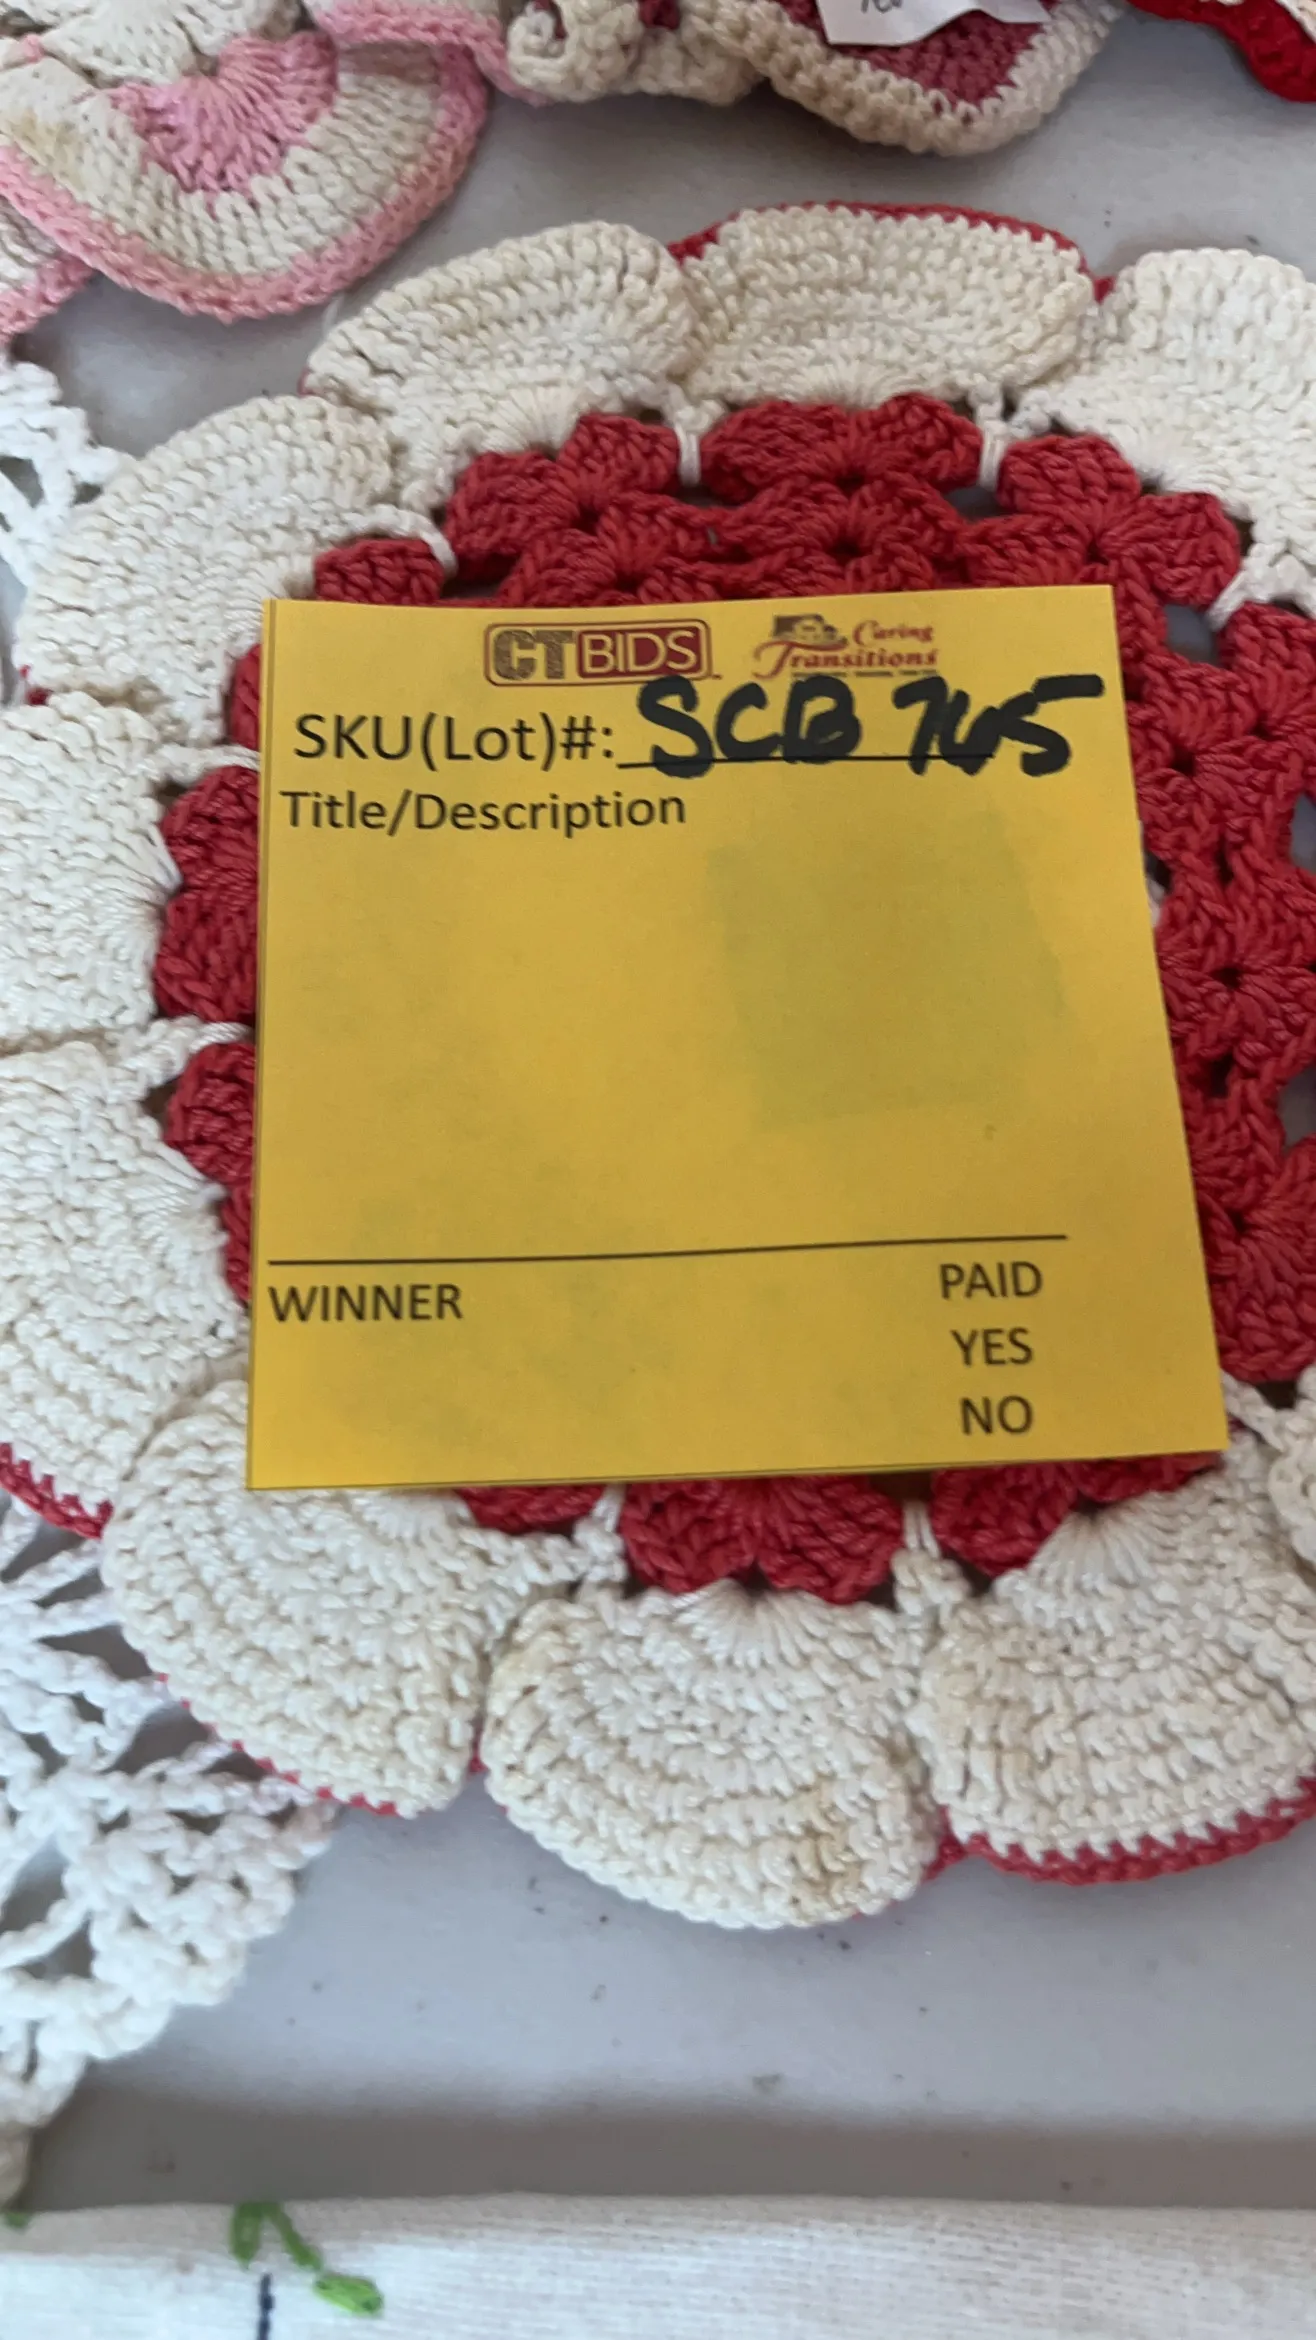 CTBIDS
Caring Transitions
SKU(Lot)#: SCB 765
Title/Description
WINNER
PAID
YES
NO